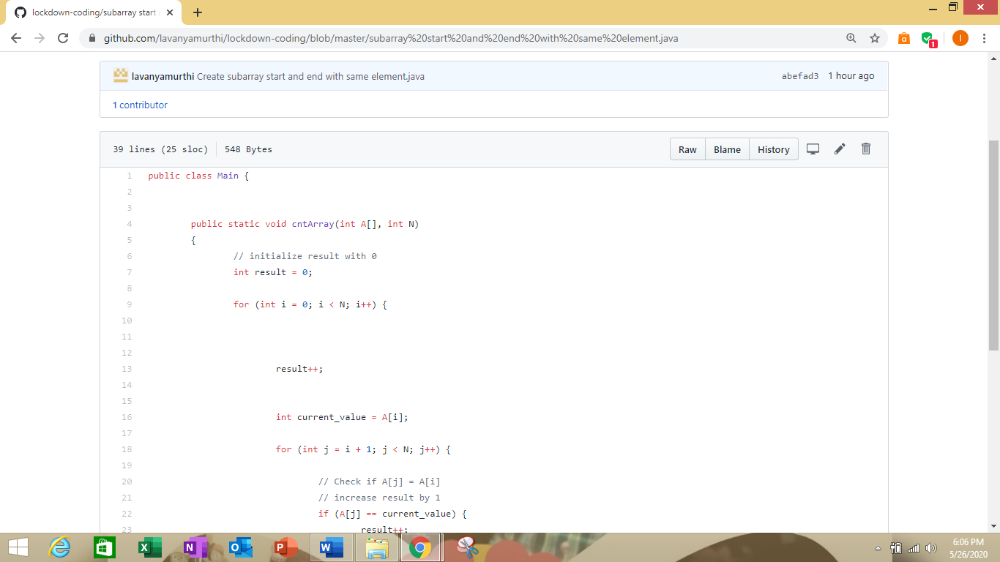 lockdown-coding/subarray start
github.com/lavanyamurthi/lockdown-coding/blob/master/subarray%20start%20and%20end%20with%20same%20element.java
1
I
lavanyamurthi Create subarray start and end with same element.java abefad3 1 hour ago
1 contributor
39 lines (25 sloc) 548 Bytes Raw Blame History
1 public class Main {
2
3
4 public static void cntArray(int A[], int N)
5 {
6 // initialize result with 0
7 int result = 0;
8
9 for (int i = 0; i < N; i++) {
10
11
12
13 result++;
14
15
16 int current_value = A[i];
17
18 for (int j = i + 1; j < N; j++) {
19
20 // Check if A[j] = A[i]
21 // increase result by 1
22 if (A[j] == current_value) {
23 result++;
6:06 PM
5/26/2020